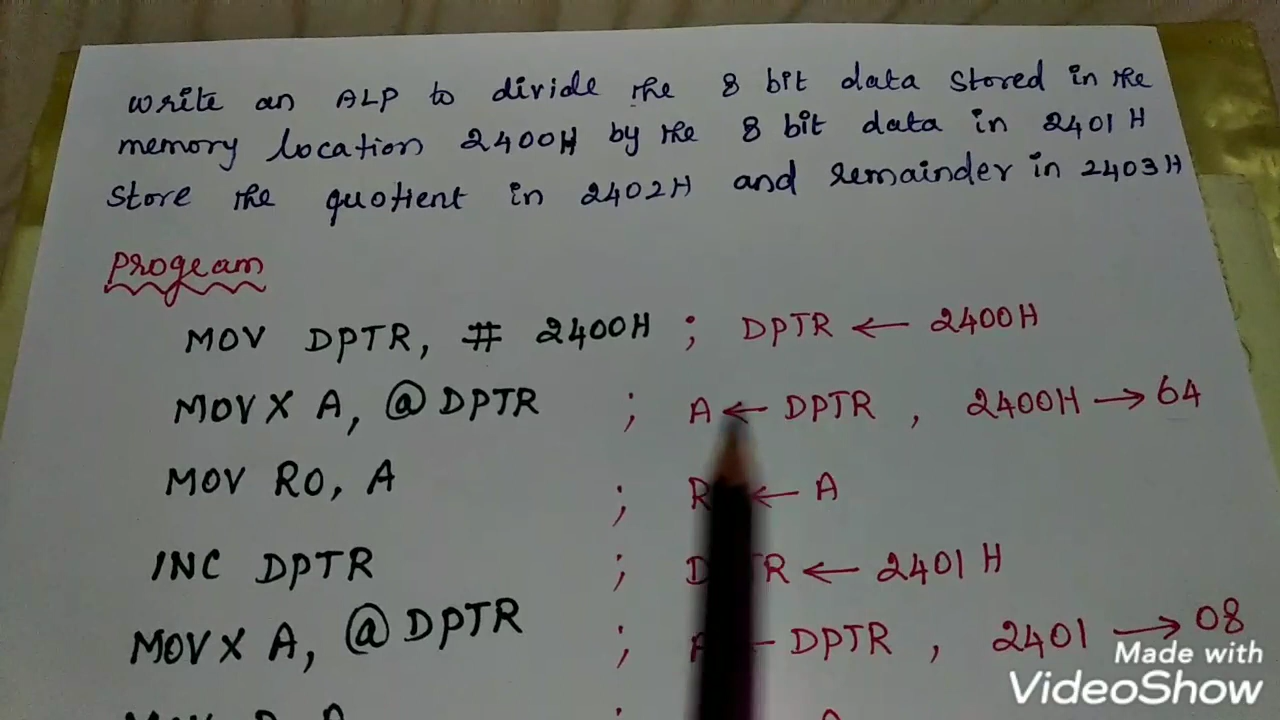 Write an ALP to divide the 8 bit data stored in the
memory location 2400H by the 8 bit data in 2401 H
store the quotient in 2402H and remainder in 2403H
Program
MOV DPTR, # 2400H ; DPTR ← 2400H
MOVX A, @DPTR ; A ← DPTR , 2400H → 64
MOV R0, A ; ← A
INC DPTR ; ← 2401 H
MOVX A, @DPTR ; ← DPTR , 2401 → 08
Made with
VideoShow